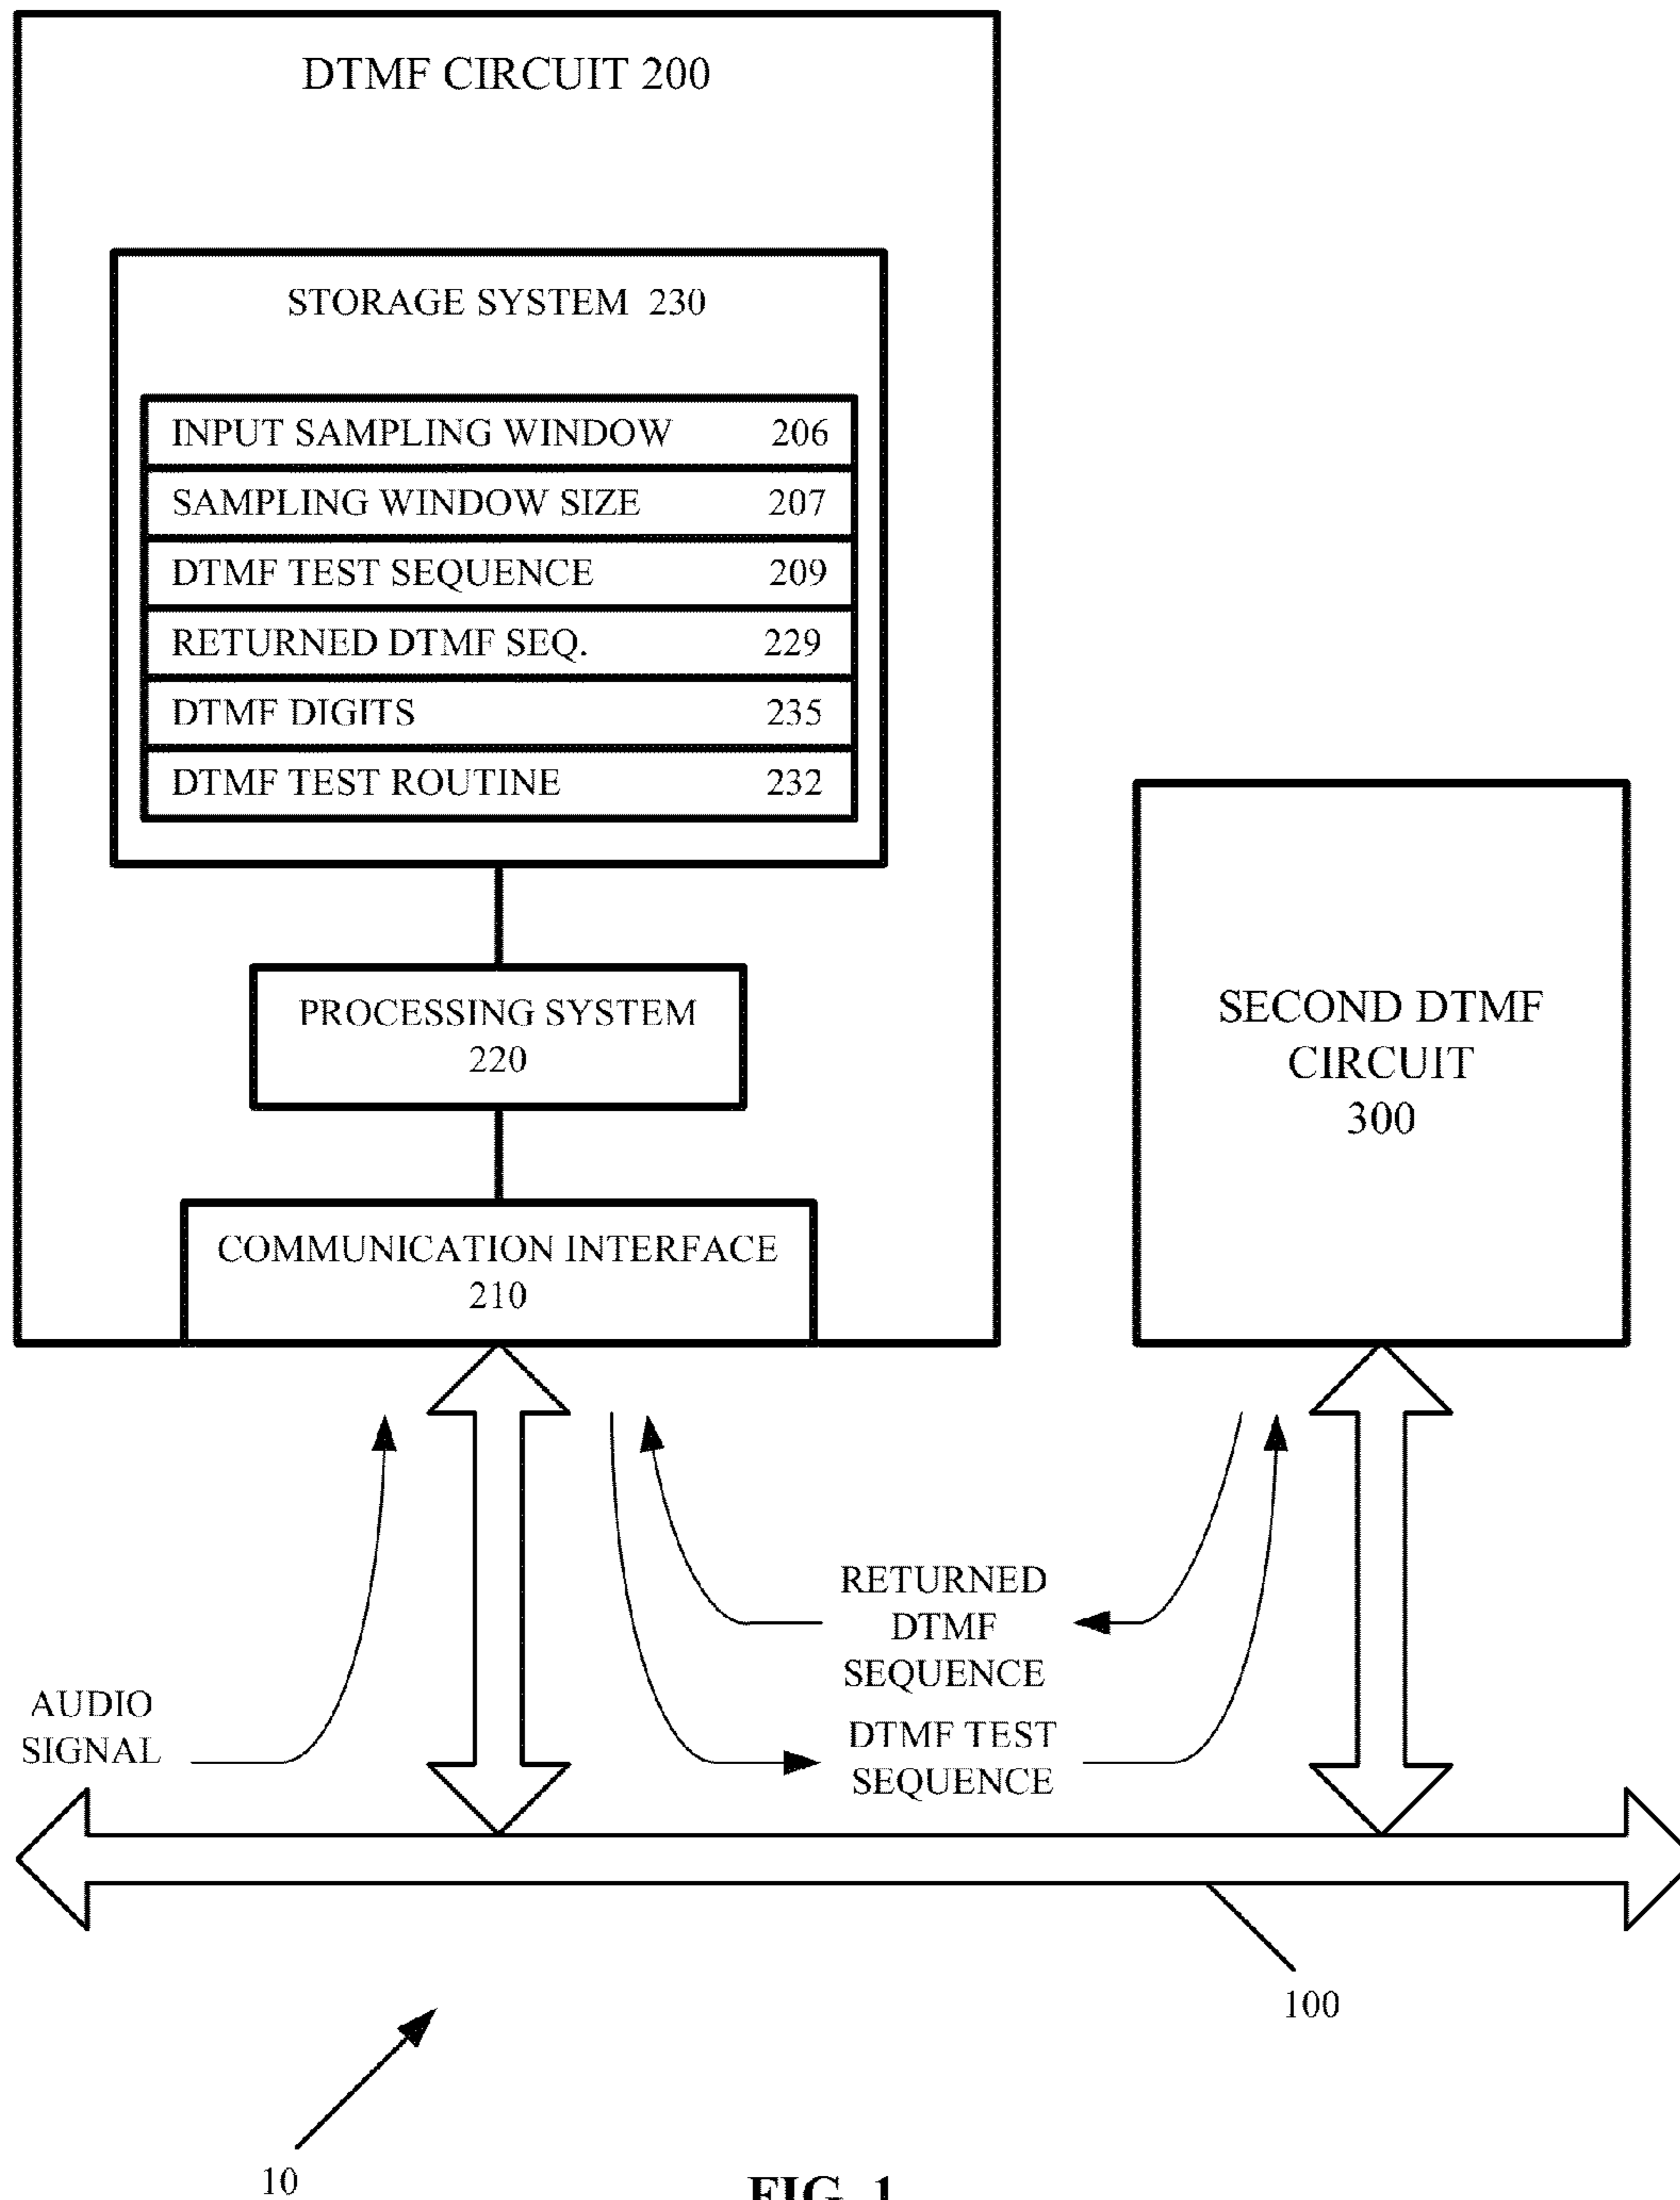 DTMF CIRCUIT 200
STORAGE SYSTEM 230
INPUT SAMPLING WINDOW 206
SAMPLING WINDOW SIZE 207
DTMF TEST SEQUENCE 209
RETURNED DTMF SEQ. 229
DTMF DIGITS 235
DTMF TEST ROUTINE 232
PROCESSING SYSTEM
220
COMMUNICATION INTERFACE
210
SECOND DTMF
CIRCUIT
300
RETURNED
DTMF
SEQUENCE
AUDIO
SIGNAL
DTMF TEST
SEQUENCE
100
10
FIG. 1